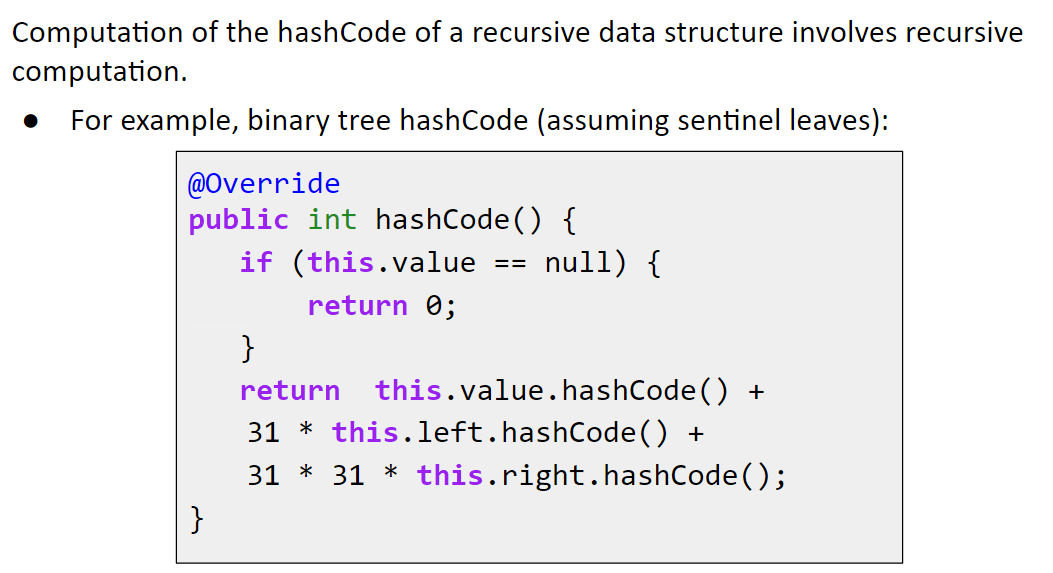 Computation of the hashCode of a recursive data structure involves recursive
computation.
● For example, binary tree hashCode (assuming sentinel leaves):
@Override
public int hashCode() {
if (this.value == null) {
return 0;
}
return this.value.hashCode() +
31 * this.left.hashCode() +
31 * 31 * this.right.hashCode();
}